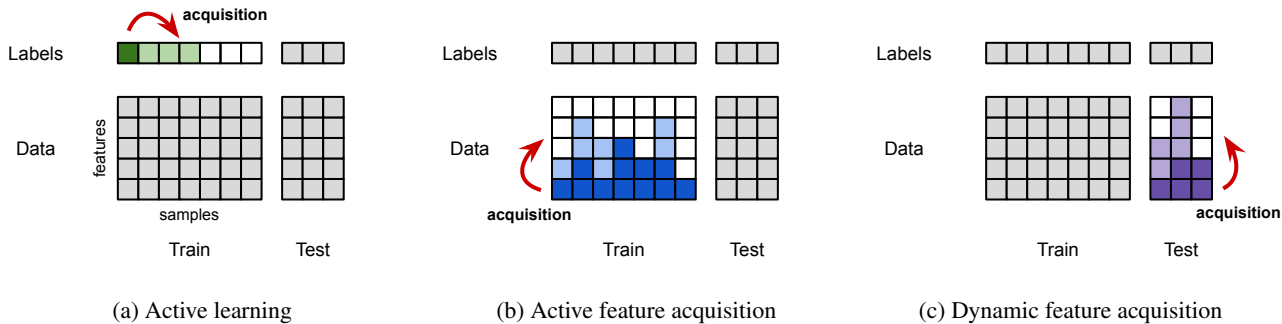 acquisition
Labels
features
Data
samples
Train
Test
(a) Active learning
Labels
Data
acquisition
Train
Test
(b) Active feature acquisition
Labels
Data
acquisition
Train
Test
(c) Dynamic feature acquisition